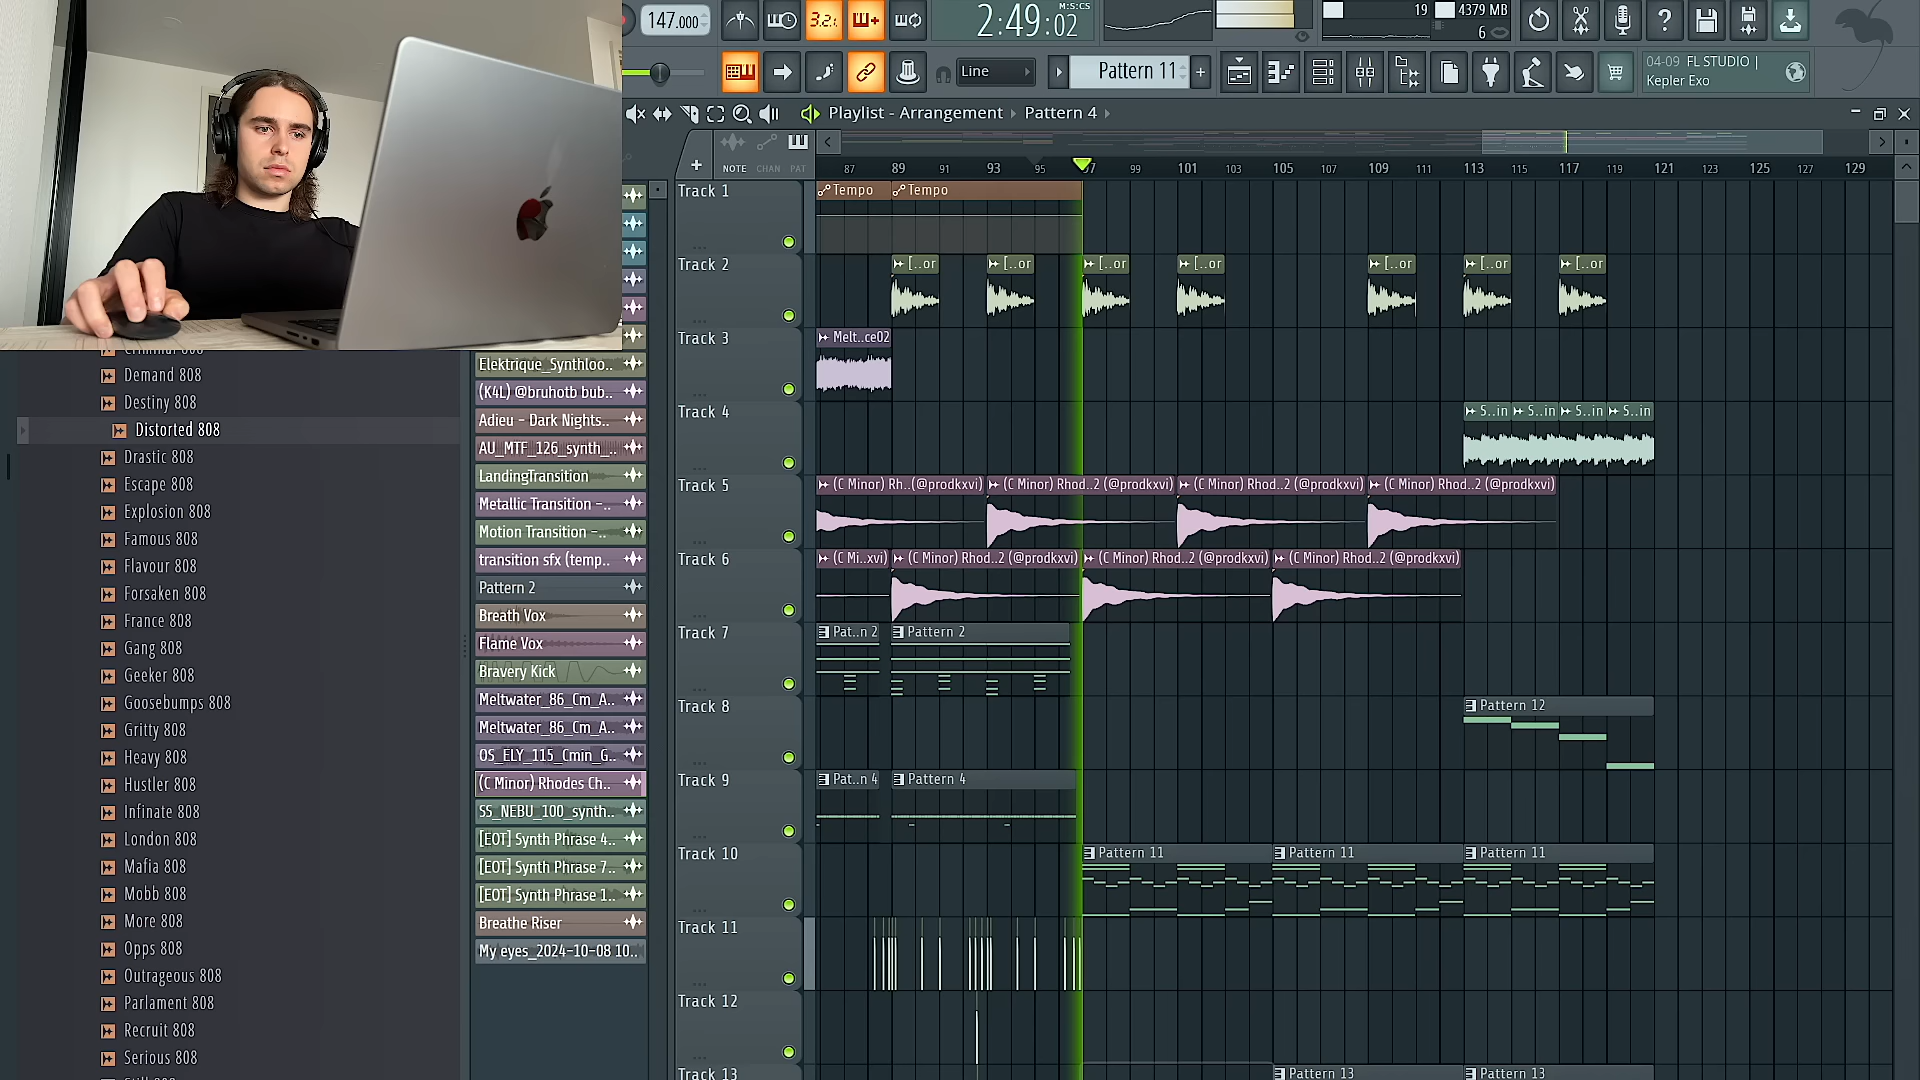 147.000
3.2.
2:49:02
M:S:CS
19
4379 MB
6
Line
Pattern 11
+
04-09 FL STUDIO |
Kepler Exo
Playlist - Arrangement
Pattern 4
+
NOTE CHAN PAT
87 89 91 93 95 97 99 101 103 105 107 109 111 113 115 117 119 121 123 125 127 129
Track 1
Tempo
Tempo
Track 2
[..or
[..or
[..or
[..or
[..or
[..or
[..or
Track 3
Melt..ce02
Track 4
S..in
S..in
S..in
S..in
Track 5
(C Minor) Rh..(@prodkxvi)
(C Minor) Rhod..2 (@prodkxvi)
(C Minor) Rhod..2 (@prodkxvi)
(C Minor) Rhod..2 (@prodkxvi)
Track 6
(C Mi..xvi)
(C Minor) Rhod..2 (@prodkxvi)
(C Minor) Rhod..2 (@prodkxvi)
(C Minor) Rhod..2 (@prodkxvi)
Track 7
Pat..n 2
Pattern 2
Track 8
Pattern 12
Track 9
Pat..n 4
Pattern 4
Track 10
Pattern 11
Pattern 11
Pattern 11
Track 11
Track 12
Track 13
Pattern 13
Pattern 13
Demand 808
Destiny 808
Distorted 808
Drastic 808
Escape 808
Explosion 808
Famous 808
Flavour 808
Forsaken 808
France 808
Gang 808
Geeker 808
Goosebumps 808
Gritty 808
Heavy 808
Hustler 808
Infinate 808
London 808
Mafia 808
Mobb 808
More 808
Opps 808
Outrageous 808
Parlament 808
Recruit 808
Serious 808
Elektrique_Synthloo..
(K4L) @bruhotb bub..
Adieu - Dark Nights..
AU_MTF_126_synth_..
LandingTransition
Metallic Transition -..
Motion Transition -..
transition sfx (temp..
Pattern 2
Breath Vox
Flame Vox
Bravery Kick
Meltwater_86_Cm_A..
Meltwater_86_Cm_A..
OS_ELY_115_Cmin_G..
(C Minor) Rhodes Ch..
SS_NEBU_100_synth..
[EOT] Synth Phrase 4..
[EOT] Synth Phrase 7..
[EOT] Synth Phrase 1..
Breathe Riser
My eyes_2024-10-08 10..